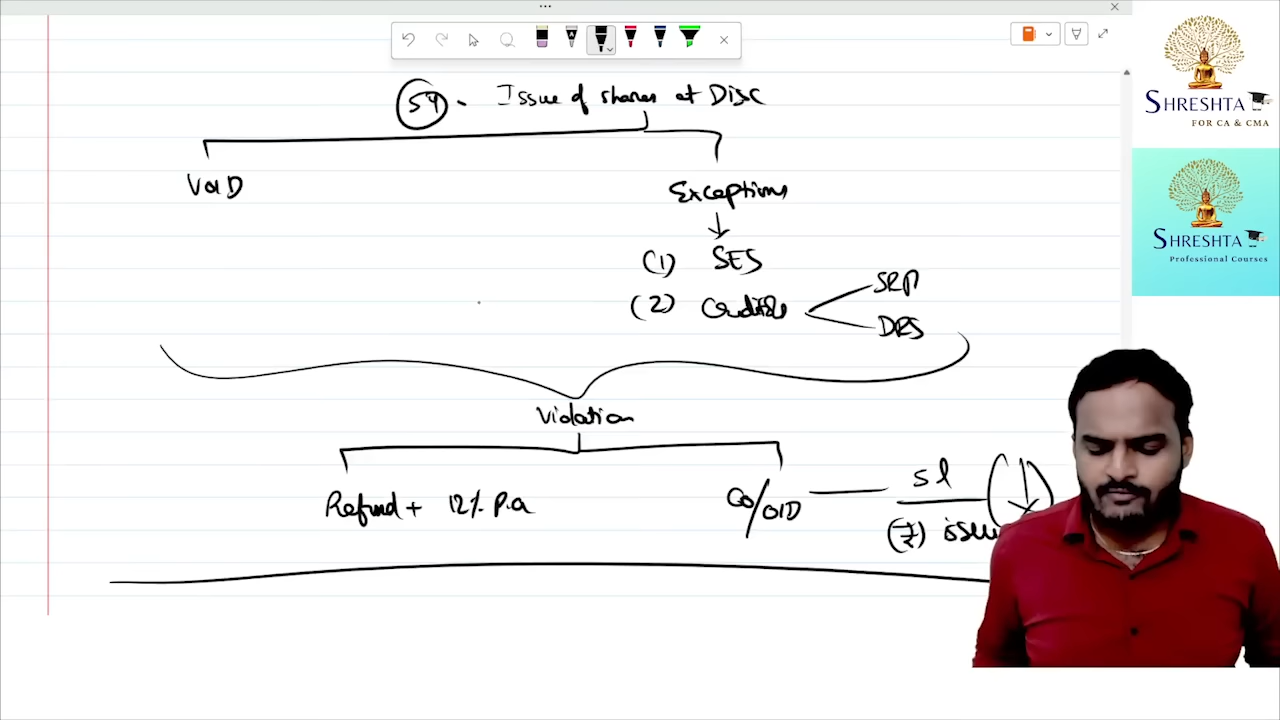 54 - Issue of shares at Disc
Void
Exceptions
(1) SES
(2) Creditors
SRP
DRS
Violation
Refund + 12% P.a
Co/OID
5 l
(₹) issue
SHRESHTA
FOR CA & CMA
SHRESHTA
Professional Courses